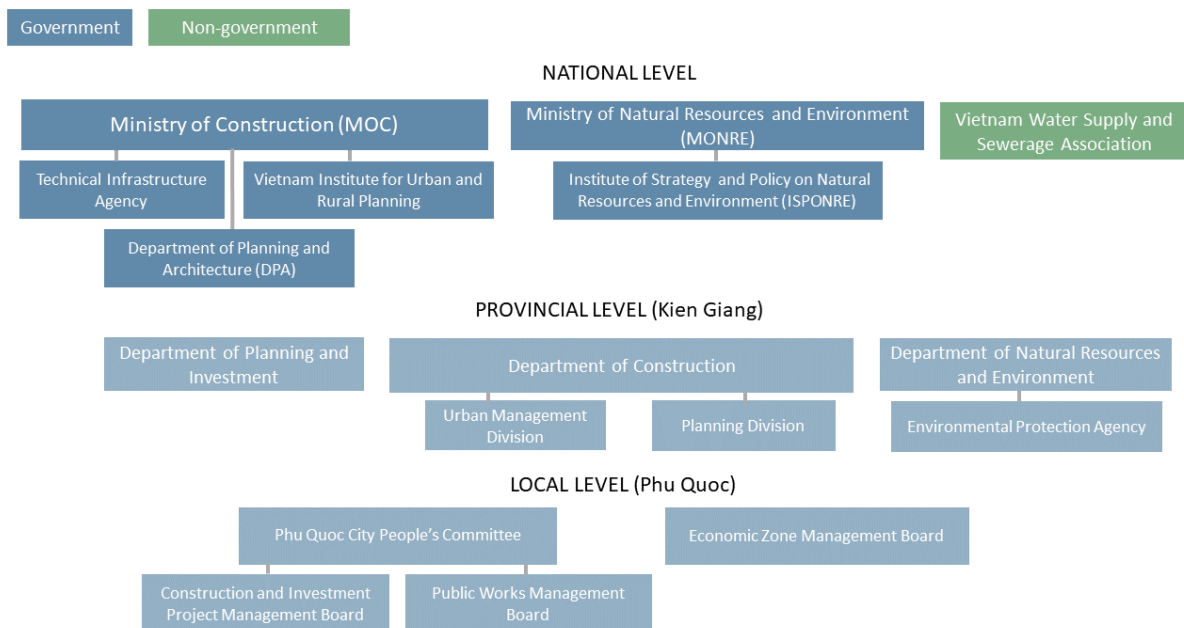 Government
Non-government
NATIONAL LEVEL
Ministry of Construction (MOC)
Technical Infrastructure
Agency
Vietnam Institute for Urban and
Rural Planning
Department of Planning and
Architecture (DPA)
Ministry of Natural Resources and Environment
(MONRE)
Institute of Strategy and Policy on Natural
Resources and Environment (ISPONRE)
Vietnam Water Supply and
Sewerage Association
PROVINCIAL LEVEL (Kien Giang)
Department of Planning and
Investment
Department of Construction
Urban Management
Division
Planning Division
Department of Natural Resources
and Environment
Environmental Protection Agency
LOCAL LEVEL (Phu Quoc)
Phu Quoc City People's Committee
Construction and Investment
Project Management Board
Public Works Management
Board
Economic Zone Management Board